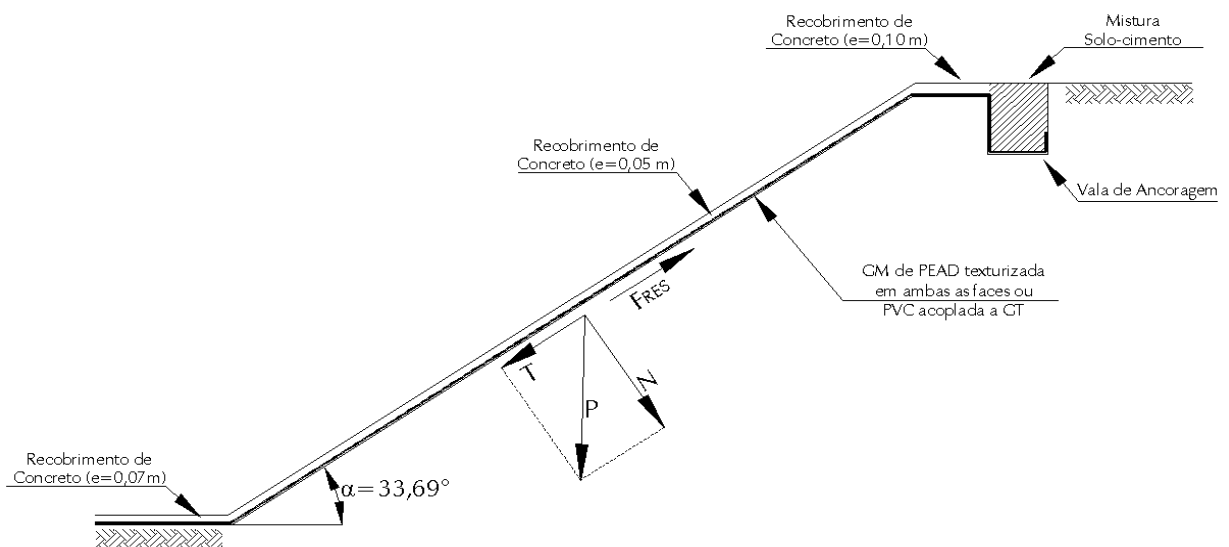 Recobrimento de
Concreto (e=0,10 m)
Mistura
Solo-cimento
Recobrimento de
Concreto (e=0,05 m)
Vala de Ancoragem
GM de PEAD texturizada
em ambas as faces ou
PVC acoplada a GT
FRES
T
N
P
Recobrimento de
Concreto (e=0,07m)
α=33,69°